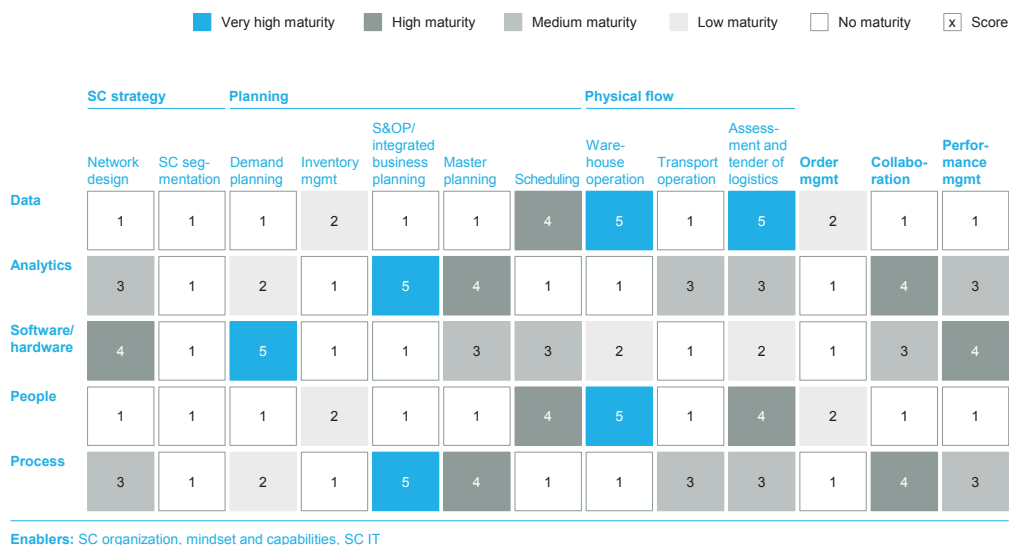 Very high maturity High maturity Medium maturity Low maturity No maturity x Score
SC strategy Planning Physical flow
Network design
SC seg-
mentation
Demand
planning
Inventory
mgmt
S&OP/
integrated
business
planning
Master
planning
Scheduling
Ware-
house
operation
Transport
operation
Assess-
ment and
tender of
logistics
Order
mgmt
Collabo-
ration
Perfor-
mance
mgmt
Data
1 1 1 2 1 1 4 5 1 5 2 1 1
Analytics
3 1 2 1 5 4 1 1 3 3 1 4 3
Software/
hardware
4 1 5 1 1 3 3 2 1 2 1 3 4
People
1 1 1 2 1 1 4 5 1 4 2 1 1
Process
3 1 2 1 5 4 1 1 3 3 1 4 3
Enablers: SC organization, mindset and capabilities, SC IT